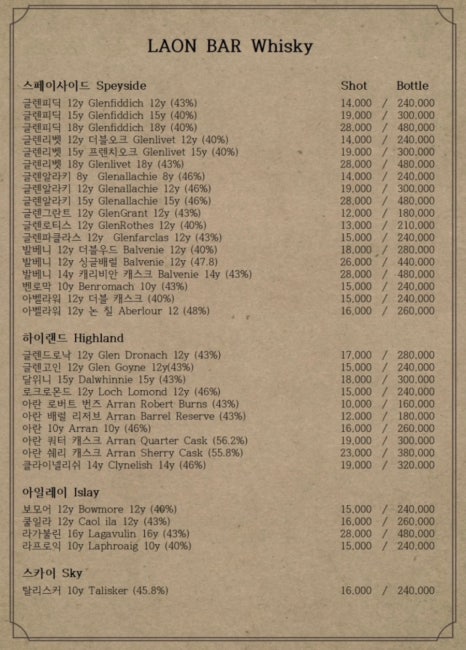 LAON BAR Whisky
스페이사이드 Speyside Shot Bottle
글렌피딕 12y Glenfiddich 12y (43%) 14.000 / 240.000
글렌피딕 15y Glenfiddich 15y (40%) 19.000 / 300.000
글렌피딕 18y Glenfiddich 18y (40%) 28.000 / 480.000
글렌리벳 12y 더블오크 Glenlivet 12y (40%) 14.000 / 240.000
글렌리벳 15y 프렌치오크 Glenlivet 15y (40%) 19.000 / 300.000
글렌리벳 18y Glenlivet 18y (43%) 28.000 / 480.000
글렌알라키 8y Glenallachie 8y (46%) 14.000 / 240.000
글렌알라키 12y Glenallachie 12y (46%) 19.000 / 300.000
글렌알라키 15y Glenallachie 15y (46%) 28.000 / 480.000
글렌그란트 12y GlenGrant 12y (43%) 12.000 / 180.000
글렌로티스 12y GlenRothes 12y (40%) 13.000 / 210.000
글렌파클라스 12y Glenfarclas 12y (43%) 15.000 / 240.000
발베니 12y 더블우드 Balvenie 12y (40%) 18.000 / 280.000
발베니 12y 싱글배럴 Balvenie 12y (47.8) 26.000 / 440.000
발베니 14y 캐리비안 캐스크 Balvenie 14y (43%) 28.000 / 480.000
벤로막 10y Benromach 10y (43%) 15.000 / 240.000
아벨라워 12y 더블 캐스크 (40%) 15.000 / 240.000
아벨라워 12y 논 칠 Aberlour 12 (48%) 16.000 / 260.000
하이랜드 Highland
글렌드로낙 12y Glen Dronach 12y (43%) 17.000 / 280.000
글렌고인 12y Glen Goyne 12y(43%) 15.000 / 240.000
달위니 15y Dalwhinnie 15y (43%) 18.000 / 300.000
로크로몬드 12y Loch Lomond 12y (46%) 15.000 / 240.000
아란 로버트 번즈 Arran Robert Burns (43%) 10.000 / 160.000
아란 배럴 리저브 Arran Barrel Reserve (43%) 12.000 / 180.000
아란 10y Arran 10y (46%) 16.000 / 260.000
아란 쿼터 캐스크 Arran Quarter Cask (56.2%) 19.000 / 300.000
아란 쉐리 캐스크 Arran Sherry Cask (55.8%) 23.000 / 380.000
클라이넬리쉬 14y Clynelish 14y (46%) 19.000 / 320.000
아일레이 Islay
보모어 12y Bowmore 12y (40%) 15.000 / 240.000
쿨일라 12y Caol ila 12y (43%) 16.000 / 260.000
라가불린 16y Lagavulin 16y (43%) 28.000 / 480.000
라프로익 10y Laphroaig 10y (40%) 15.000 / 240.000
스카이 Sky
탈리스커 10y Talisker (45.8%) 16.000 / 240.000